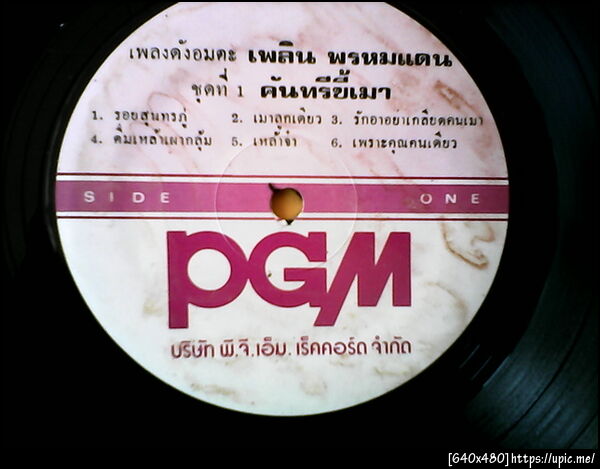 เพลงดังอมตะ เพลิน พรหมแดน
ชุดที่ 1 คันทรีขี้เมา
1. รอยสุนทรภู่ 2. เมาลูกเดียว 3. รักอาอย่าเกลียดคนเมา
4. ดื่มเหล้าเผากลุ้ม 5. เหล้าจ๋า 6. เพราะคุณคนเดียว
SIDE ONE
PGM
บริษัท พี.จี.เอ็ม. เร็คคอร์ด จำกัด
[640x480]https://upic.me/